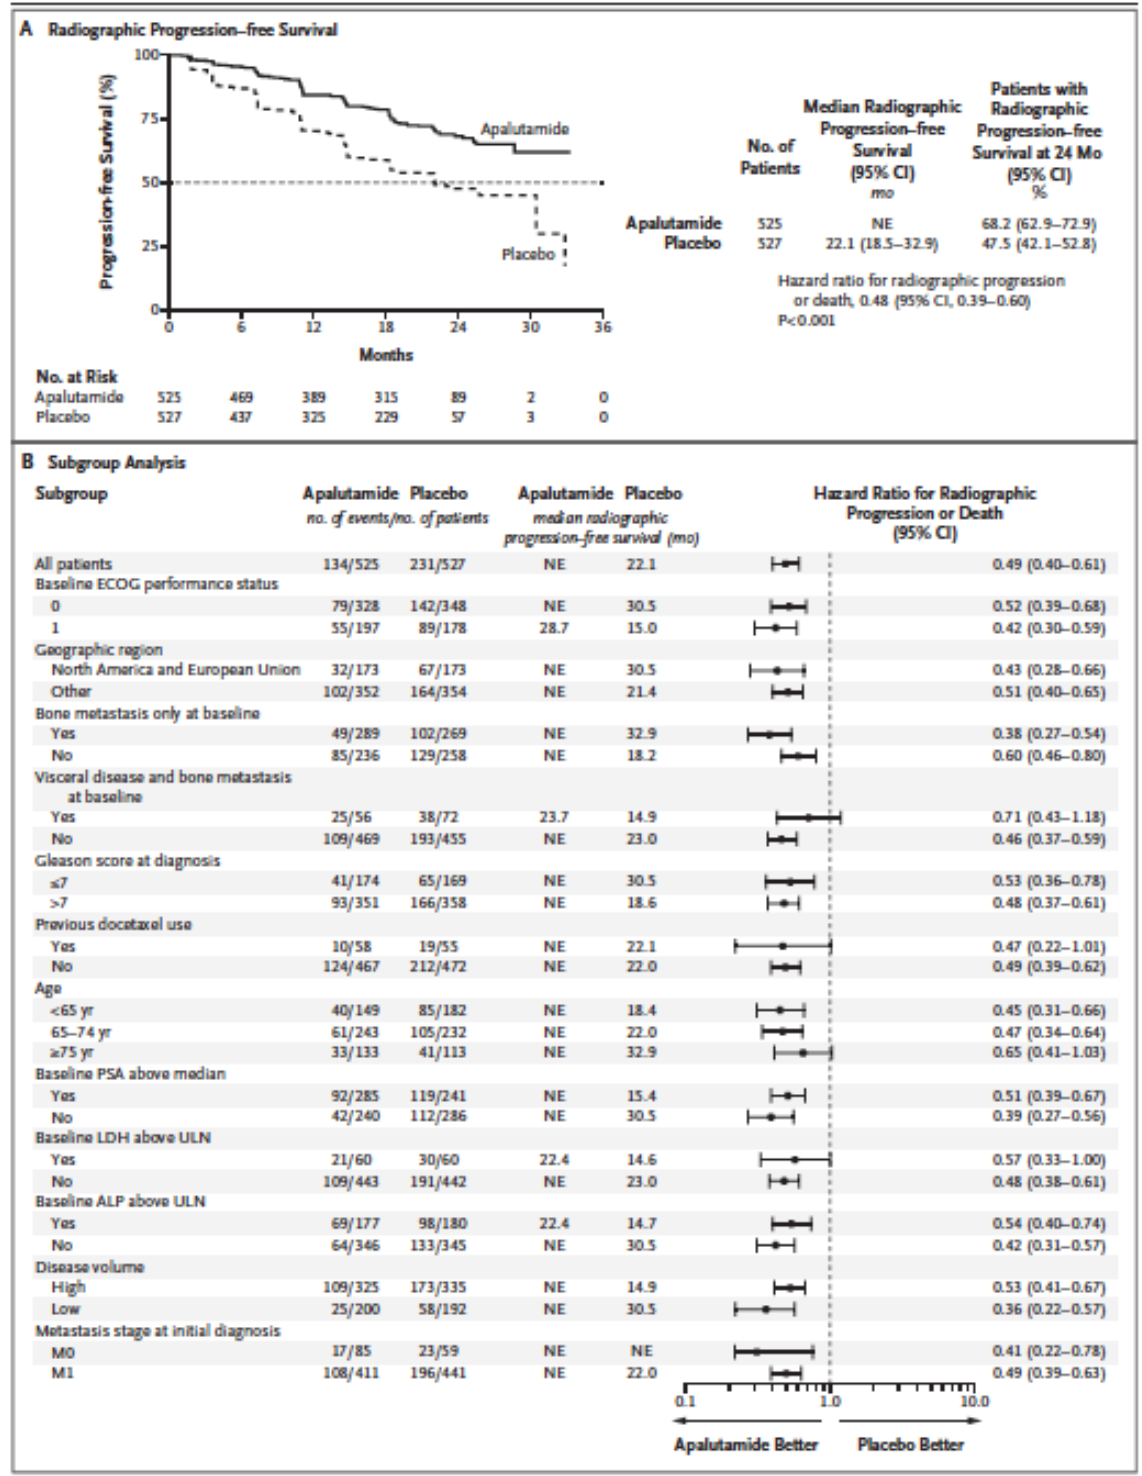 A Radiographic Progression–free Survival
Progression-free Survival (%)
100
75
50
25
0
0 6 12 18 24 30 36
Months
Apalutamide
Placebo
No. of Patients
Median Radiographic Progression–free Survival (95% CI)
mo
Patients with Radiographic Progression–free Survival at 24 Mo (95% CI)
%
Apalutamide 525 NE 68.2 (62.9–72.9)
Placebo 527 22.1 (18.5–32.9) 47.5 (42.1–52.8)
Hazard ratio for radiographic progression
or death, 0.48 (95% CI, 0.39–0.60)
P<0.001
No. at Risk
Apalutamide 525 469 389 315 89 2 0
Placebo 527 437 325 229 57 3 0
B Subgroup Analysis
Subgroup Apalutamide Placebo Apalutamide Placebo Hazard Ratio for Radiographic
no. of events/no. of patients median radiographic Progression or Death
progression–free survival (mo) (95% CI)
All patients 134/525 231/527 NE 22.1 0.49 (0.40–0.61)
Baseline ECOG performance status
0 79/328 142/348 NE 30.5 0.52 (0.39–0.68)
1 55/197 89/178 28.7 15.0 0.42 (0.30–0.59)
Geographic region
North America and European Union 32/173 67/173 NE 30.5 0.43 (0.28–0.66)
Other 102/352 164/354 NE 21.4 0.51 (0.40–0.65)
Bone metastasis only at baseline
Yes 49/289 102/269 NE 32.9 0.38 (0.27–0.54)
No 85/236 129/258 NE 18.2 0.60 (0.46–0.80)
Visceral disease and bone metastasis
at baseline
Yes 25/56 38/72 23.7 14.9 0.71 (0.43–1.18)
No 109/469 193/455 NE 23.0 0.46 (0.37–0.59)
Gleason score at diagnosis
≤7 41/174 65/169 NE 30.5 0.53 (0.36–0.78)
>7 93/351 166/358 NE 18.6 0.48 (0.37–0.61)
Previous docetaxel use
Yes 10/58 19/55 NE 22.1 0.47 (0.22–1.01)
No 124/467 212/472 NE 22.0 0.49 (0.39–0.62)
Age
<65 yr 40/149 85/182 NE 18.4 0.45 (0.31–0.66)
65–74 yr 61/243 105/232 NE 22.0 0.47 (0.34–0.64)
≥75 yr 33/133 41/113 NE 32.9 0.65 (0.41–1.03)
Baseline PSA above median
Yes 92/285 119/241 NE 15.4 0.51 (0.39–0.67)
No 42/240 112/286 NE 30.5 0.39 (0.27–0.56)
Baseline LDH above ULN
Yes 21/60 30/60 22.4 14.6 0.57 (0.33–1.00)
No 109/443 191/442 NE 23.0 0.48 (0.38–0.61)
Baseline ALP above ULN
Yes 69/177 98/180 22.4 14.7 0.54 (0.40–0.74)
No 64/346 133/345 NE 30.5 0.42 (0.31–0.57)
Disease volume
High 109/325 173/335 NE 14.9 0.53 (0.41–0.67)
Low 25/200 58/192 NE 30.5 0.36 (0.22–0.57)
Metastasis stage at initial diagnosis
M0 17/85 23/59 NE NE 0.41 (0.22–0.78)
M1 108/411 196/441 NE 22.0 0.49 (0.39–0.63)
0.1 1.0 10.0
Apalutamide Better Placebo Better